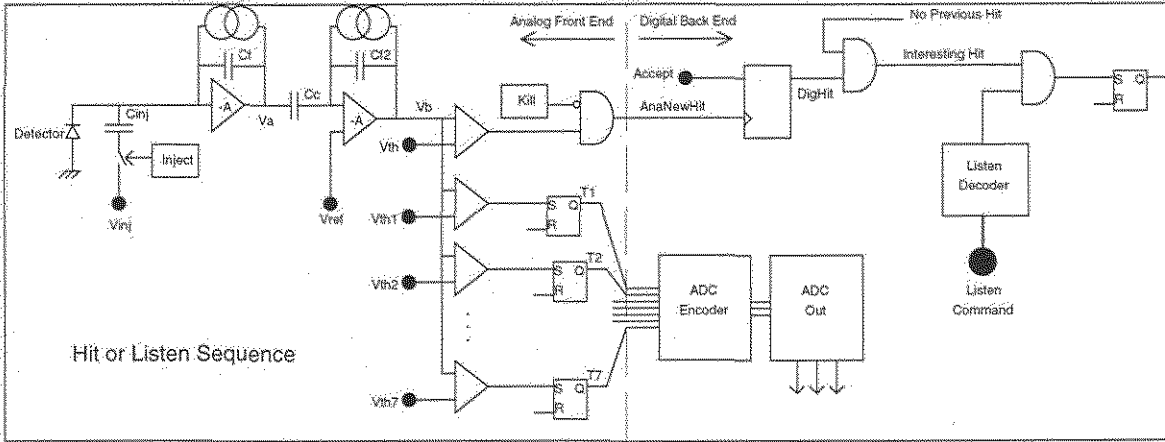 Analog Front End
Digital Back End
No Previous Hit
Interesting Hit
Accept
DigHit
AnaNewHit
Kill
Cf
Cf2
Cc
-A
-A
Va
Vb
Cinj
Detector
Inject
Vinj
Vref
Vth
Vth1
Vth2
Vth7
S Q
R
T1
S Q
R
T2
S Q
R
T7
S
R
ADC
Encoder
ADC
Out
Listen
Decoder
Listen
Command
Hit or Listen Sequence